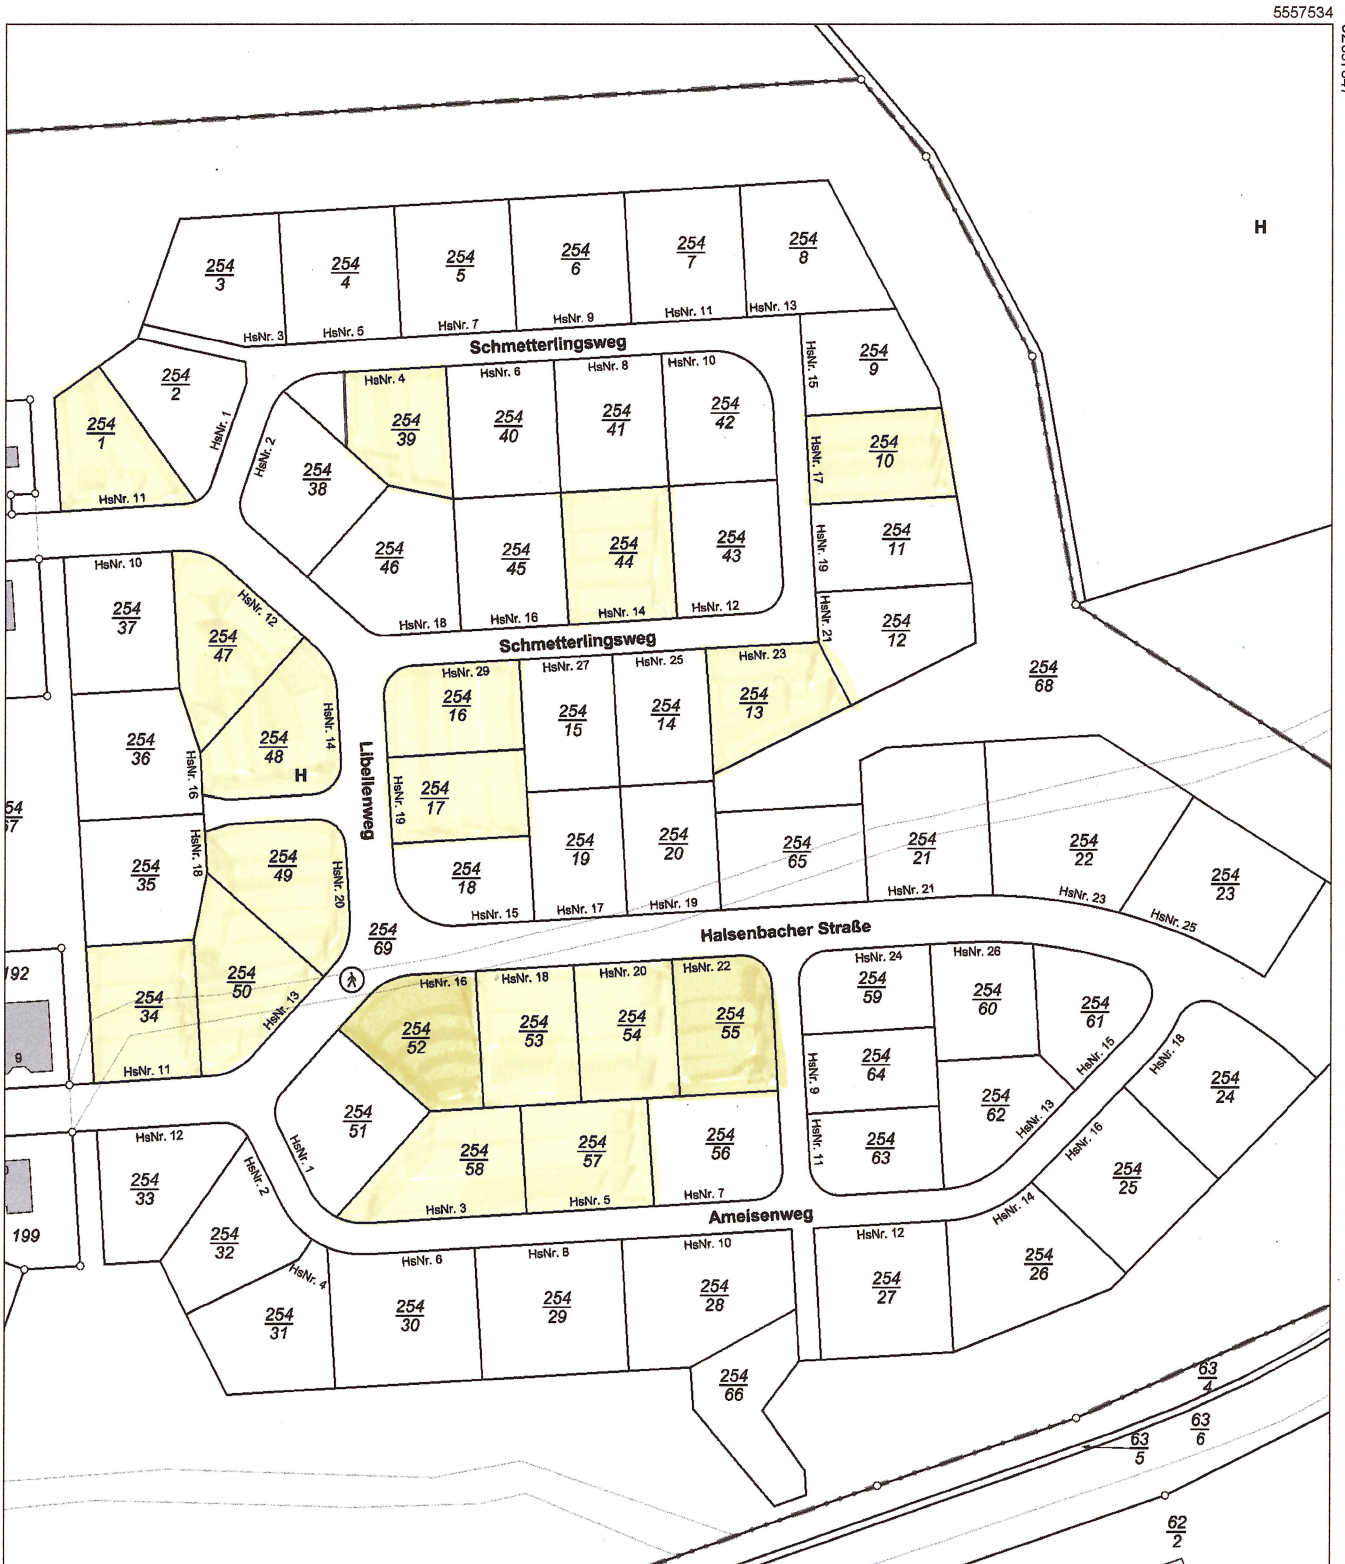 5557534
H
254
3
254
4
254
5
254
6
254
7
254
8
HsNr. 3
HsNr. 5
HsNr. 7
HsNr. 9
HsNr. 11
HsNr. 13
Schmetterlingsweg
254
2
HsNr. 1
254
1
HsNr. 11
HsNr. 2
254
38
HsNr. 4
254
39
HsNr. 6
254
40
HsNr. 8
254
41
HsNr. 10
254
42
HsNr. 15
254
9
HsNr. 17
254
10
HsNr. 19
254
11
HsNr. 21
254
12
254
46
HsNr. 18
254
45
HsNr. 16
254
44
HsNr. 14
254
43
HsNr. 12
Schmetterlingsweg
HsNr. 10
254
37
HsNr. 12
254
47
254
48
HsNr. 14
H
254
36
HsNr. 16
254
35
HsNr. 18
Libellenweg
HsNr. 29
254
16
HsNr. 27
254
15
HsNr. 25
254
14
HsNr. 23
254
13
254
68
HsNr. 19
254
17
254
18
HsNr. 15
254
19
HsNr. 17
254
20
HsNr. 19
254
65
254
21
HsNr. 21
254
22
HsNr. 23
254
23
HsNr. 25
54
67
254
49
HsNr. 20
254
50
HsNr. 13
254
34
HsNr. 11
254
69
Halsenbacher Straße
192
9
HsNr. 16
254
52
HsNr. 18
254
53
HsNr. 20
254
54
HsNr. 22
254
55
HsNr. 24
254
59
HsNr. 26
254
60
254
61
HsNr. 15
HsNr. 18
254
24
HsNr. 9
254
64
254
62
HsNr. 13
HsNr. 16
254
25
HsNr. 11
254
63
254
51
HsNr. 1
254
58
HsNr. 3
254
57
HsNr. 5
254
56
HsNr. 7
Ameisenweg
HsNr. 12
254
33
HsNr. 2
254
32
199
HsNr. 4
254
31
HsNr. 6
254
30
HsNr. 8
254
29
HsNr. 10
254
28
HsNr. 12
254
27
HsNr. 14
254
26
254
66
63
4
63
6
63
5
62
2